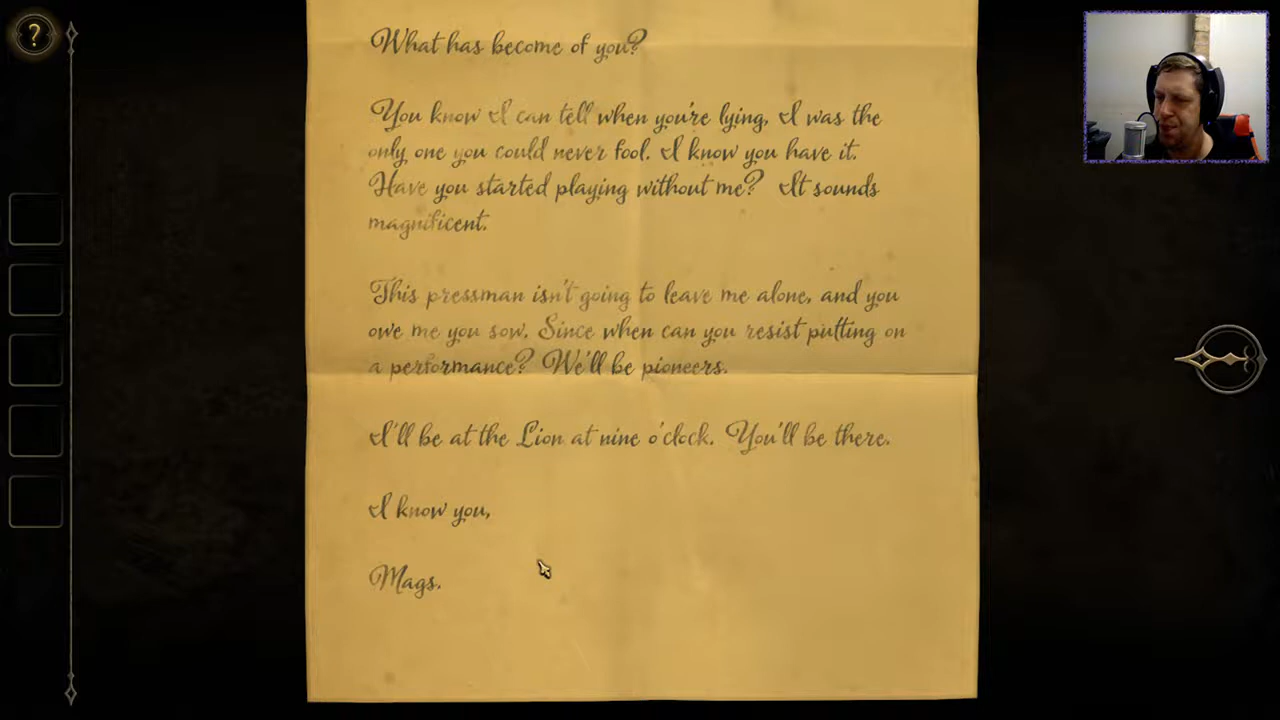 ?
What has become of you?
You know I can tell when you're lying, I was the
only one you could never fool. I know you have it.
Have you started playing without me? It sounds
magnificent.
This pressman isn't going to leave me alone, and you
owe me you sow. Since when can you resist putting on
a performance? We'll be pioneers.
I'll be at the Lion at nine o'clock. You'll be there.
I know you,
Mags.